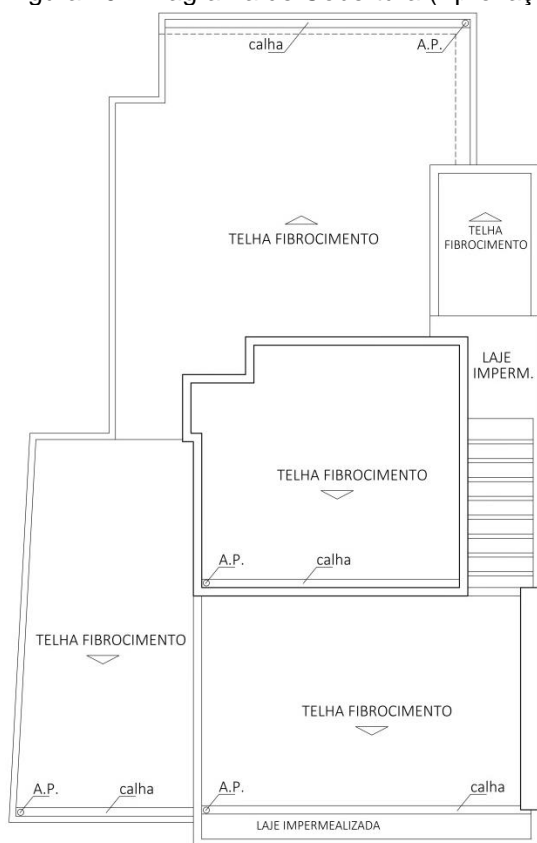 calha
A.P.
TELHA FIBROCIMENTO
TELHA
FIBROCIMENTO
LAJE
IMPERM.
TELHA FIBROCIMENTO
A.P.
calha
TELHA FIBROCIMENTO
TELHA FIBROCIMENTO
A.P.
calha
A.P.
calha
LAJE IMPERMEALIZADA